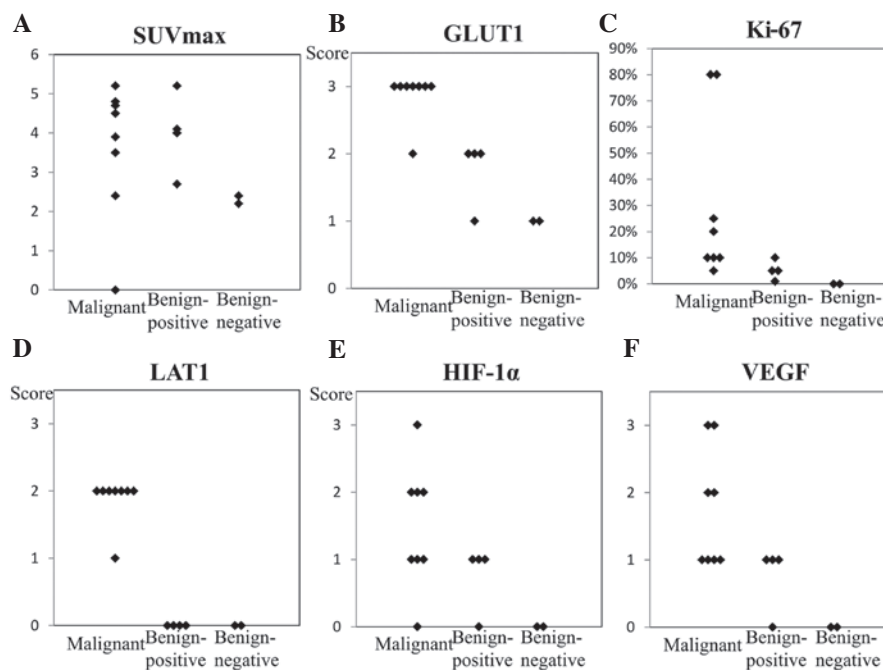 A
SUVmax
6
5
4
3
2
1
0
Malignant
Benign-
positive
Benign-
negative
B
GLUT1
Score
3
2
1
0
Malignant
Benign-
positive
Benign-
negative
C
Ki-67
90%
80%
70%
60%
50%
40%
30%
20%
10%
0%
Malignant
Benign-
positive
Benign-
negative
D
LAT1
Score
3
2
1
0
Malignant
Benign-
positive
Benign-
negative
E
HIF-1α
Score
3
2
1
0
Malignant
Benign-
positive
Benign-
negative
F
VEGF
3
2
1
0
Malignant
Benign-
positive
Benign-
negative